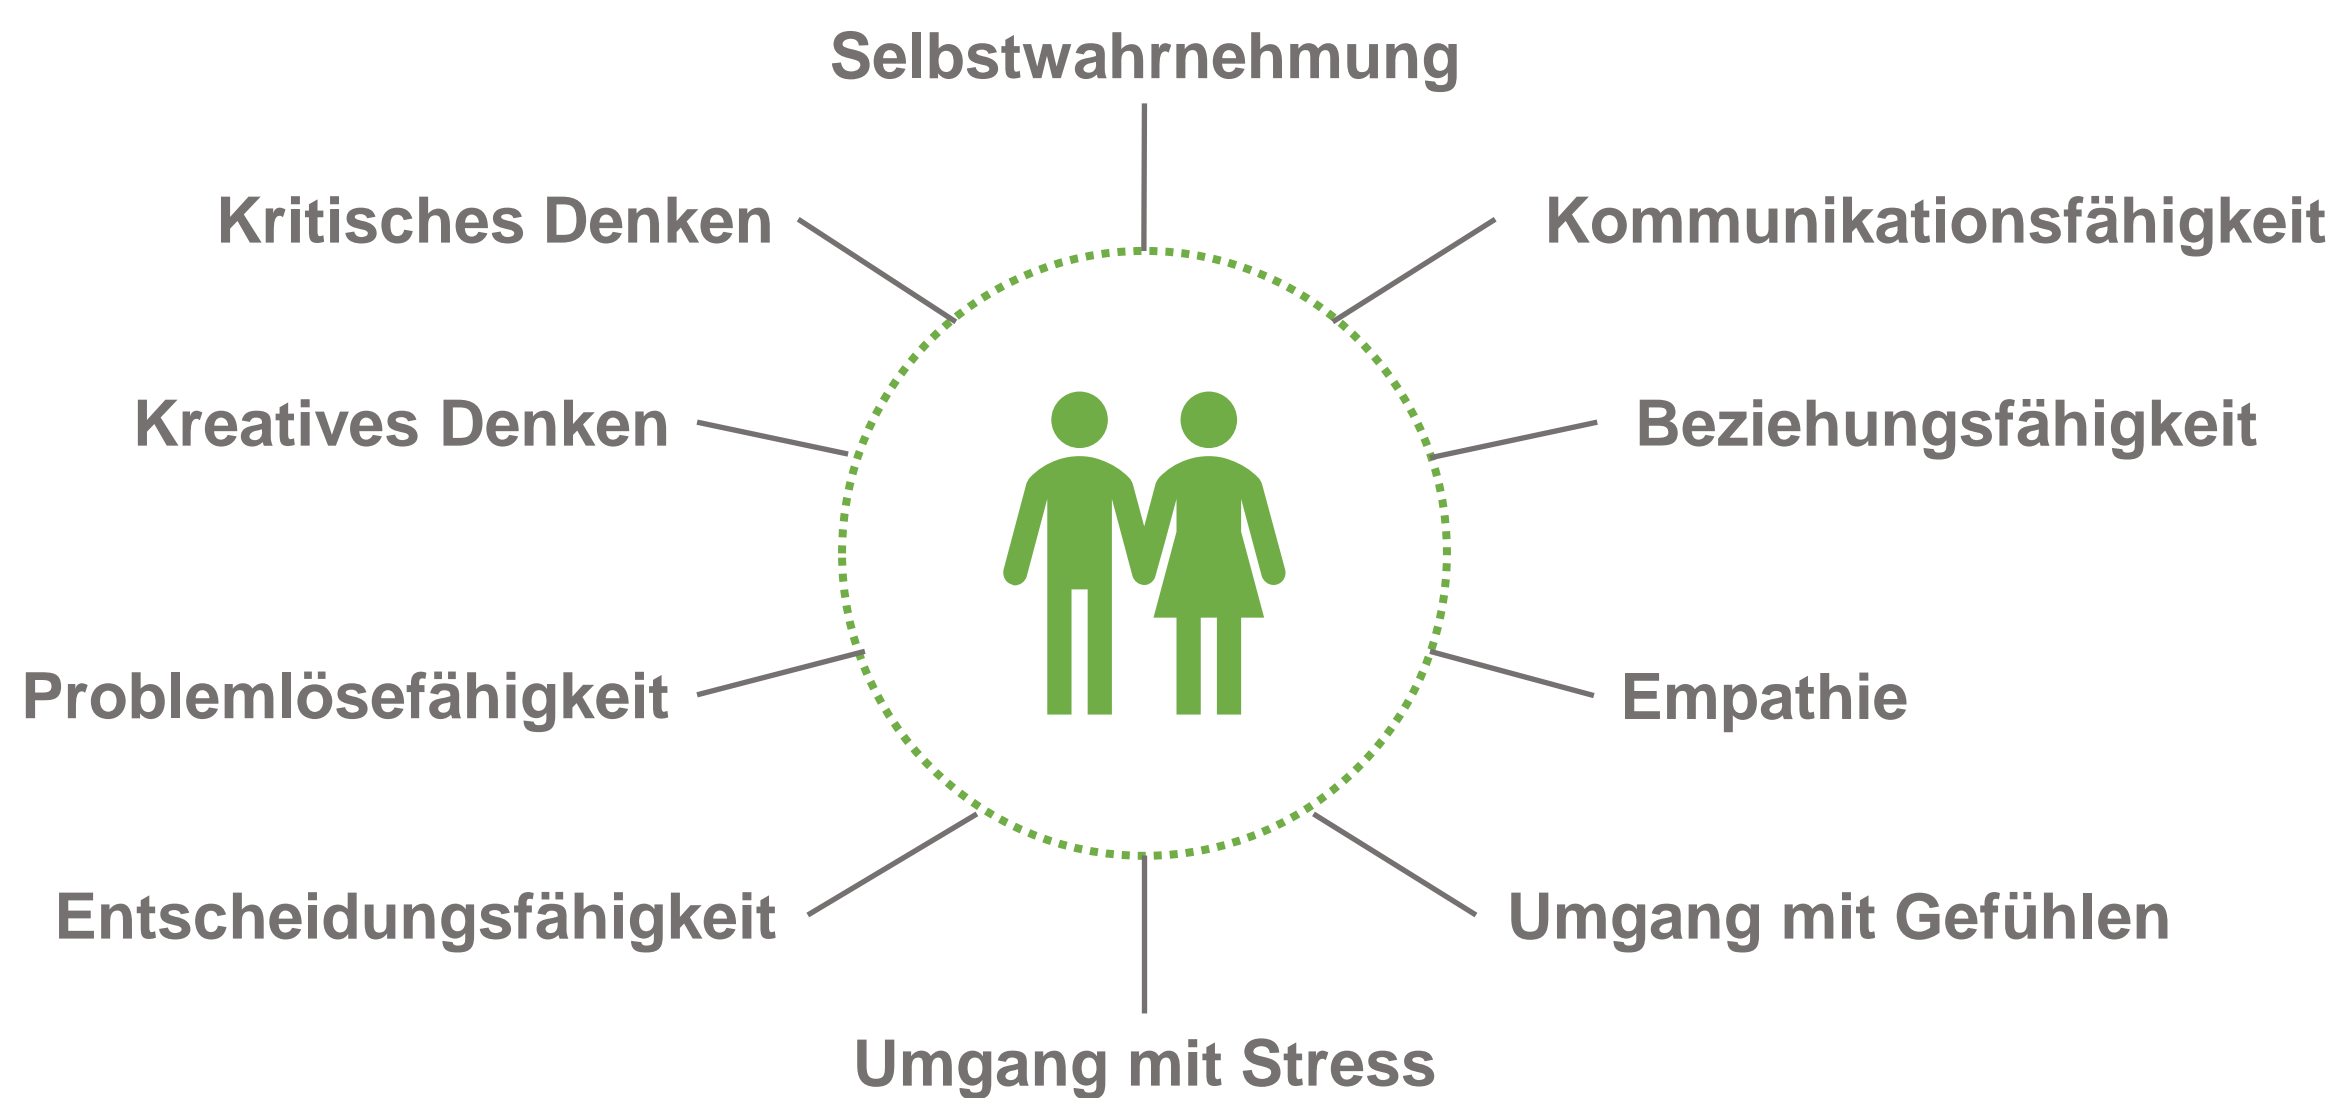 Selbstwahrnehmung
Kritisches Denken
Kommunikationsfähigkeit
Kreatives Denken
Beziehungsfähigkeit
Problemlösefähigkeit
Empathie
Entscheidungsfähigkeit
Umgang mit Gefühlen
Umgang mit Stress